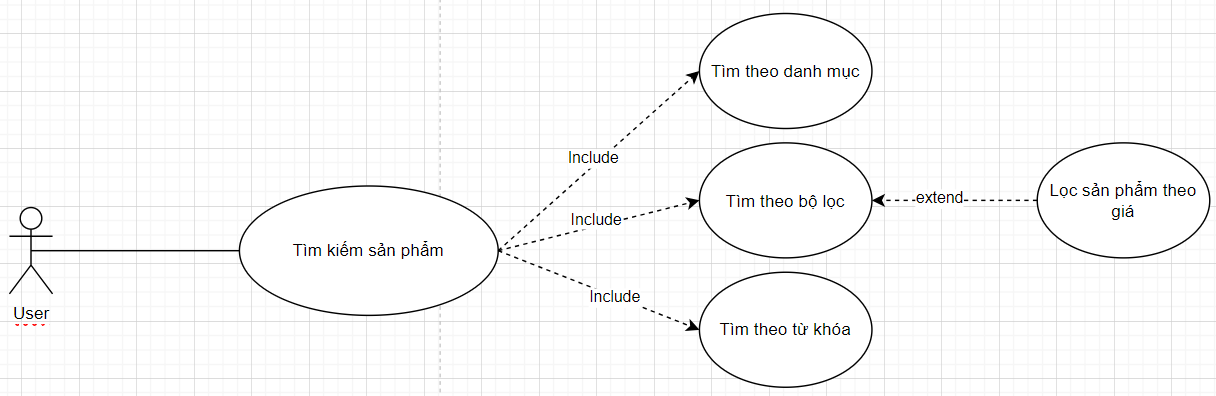 Tìm theo danh mục
Include
Include
Tìm theo bộ lọc
extend
Lọc sản phẩm theo
giá
Tìm kiếm sản phẩm
Include
User
Tìm theo từ khóa